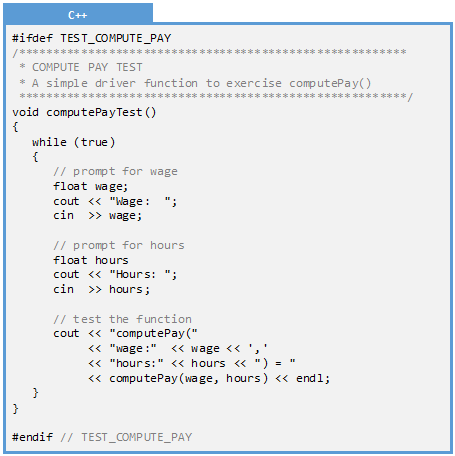 C++
#ifdef TEST_COMPUTE_PAY
/********************************************************
* COMPUTE PAY TEST
* A simple driver function to exercise computePay()
********************************************************/
void computePayTest()
{
while (true)
{
// prompt for wage
float wage;
cout << "Wage:  ";
cin  >> wage;
// prompt for hours
float hours
cout << "Hours: ";
cin  >> hours;
// test the function
cout << "computePay("
<< "wage:"  << wage << ','
<< "hours:" << hours << ") = "
<< computePay(wage, hours) << endl;
}
}
#endif // TEST_COMPUTE_PAY